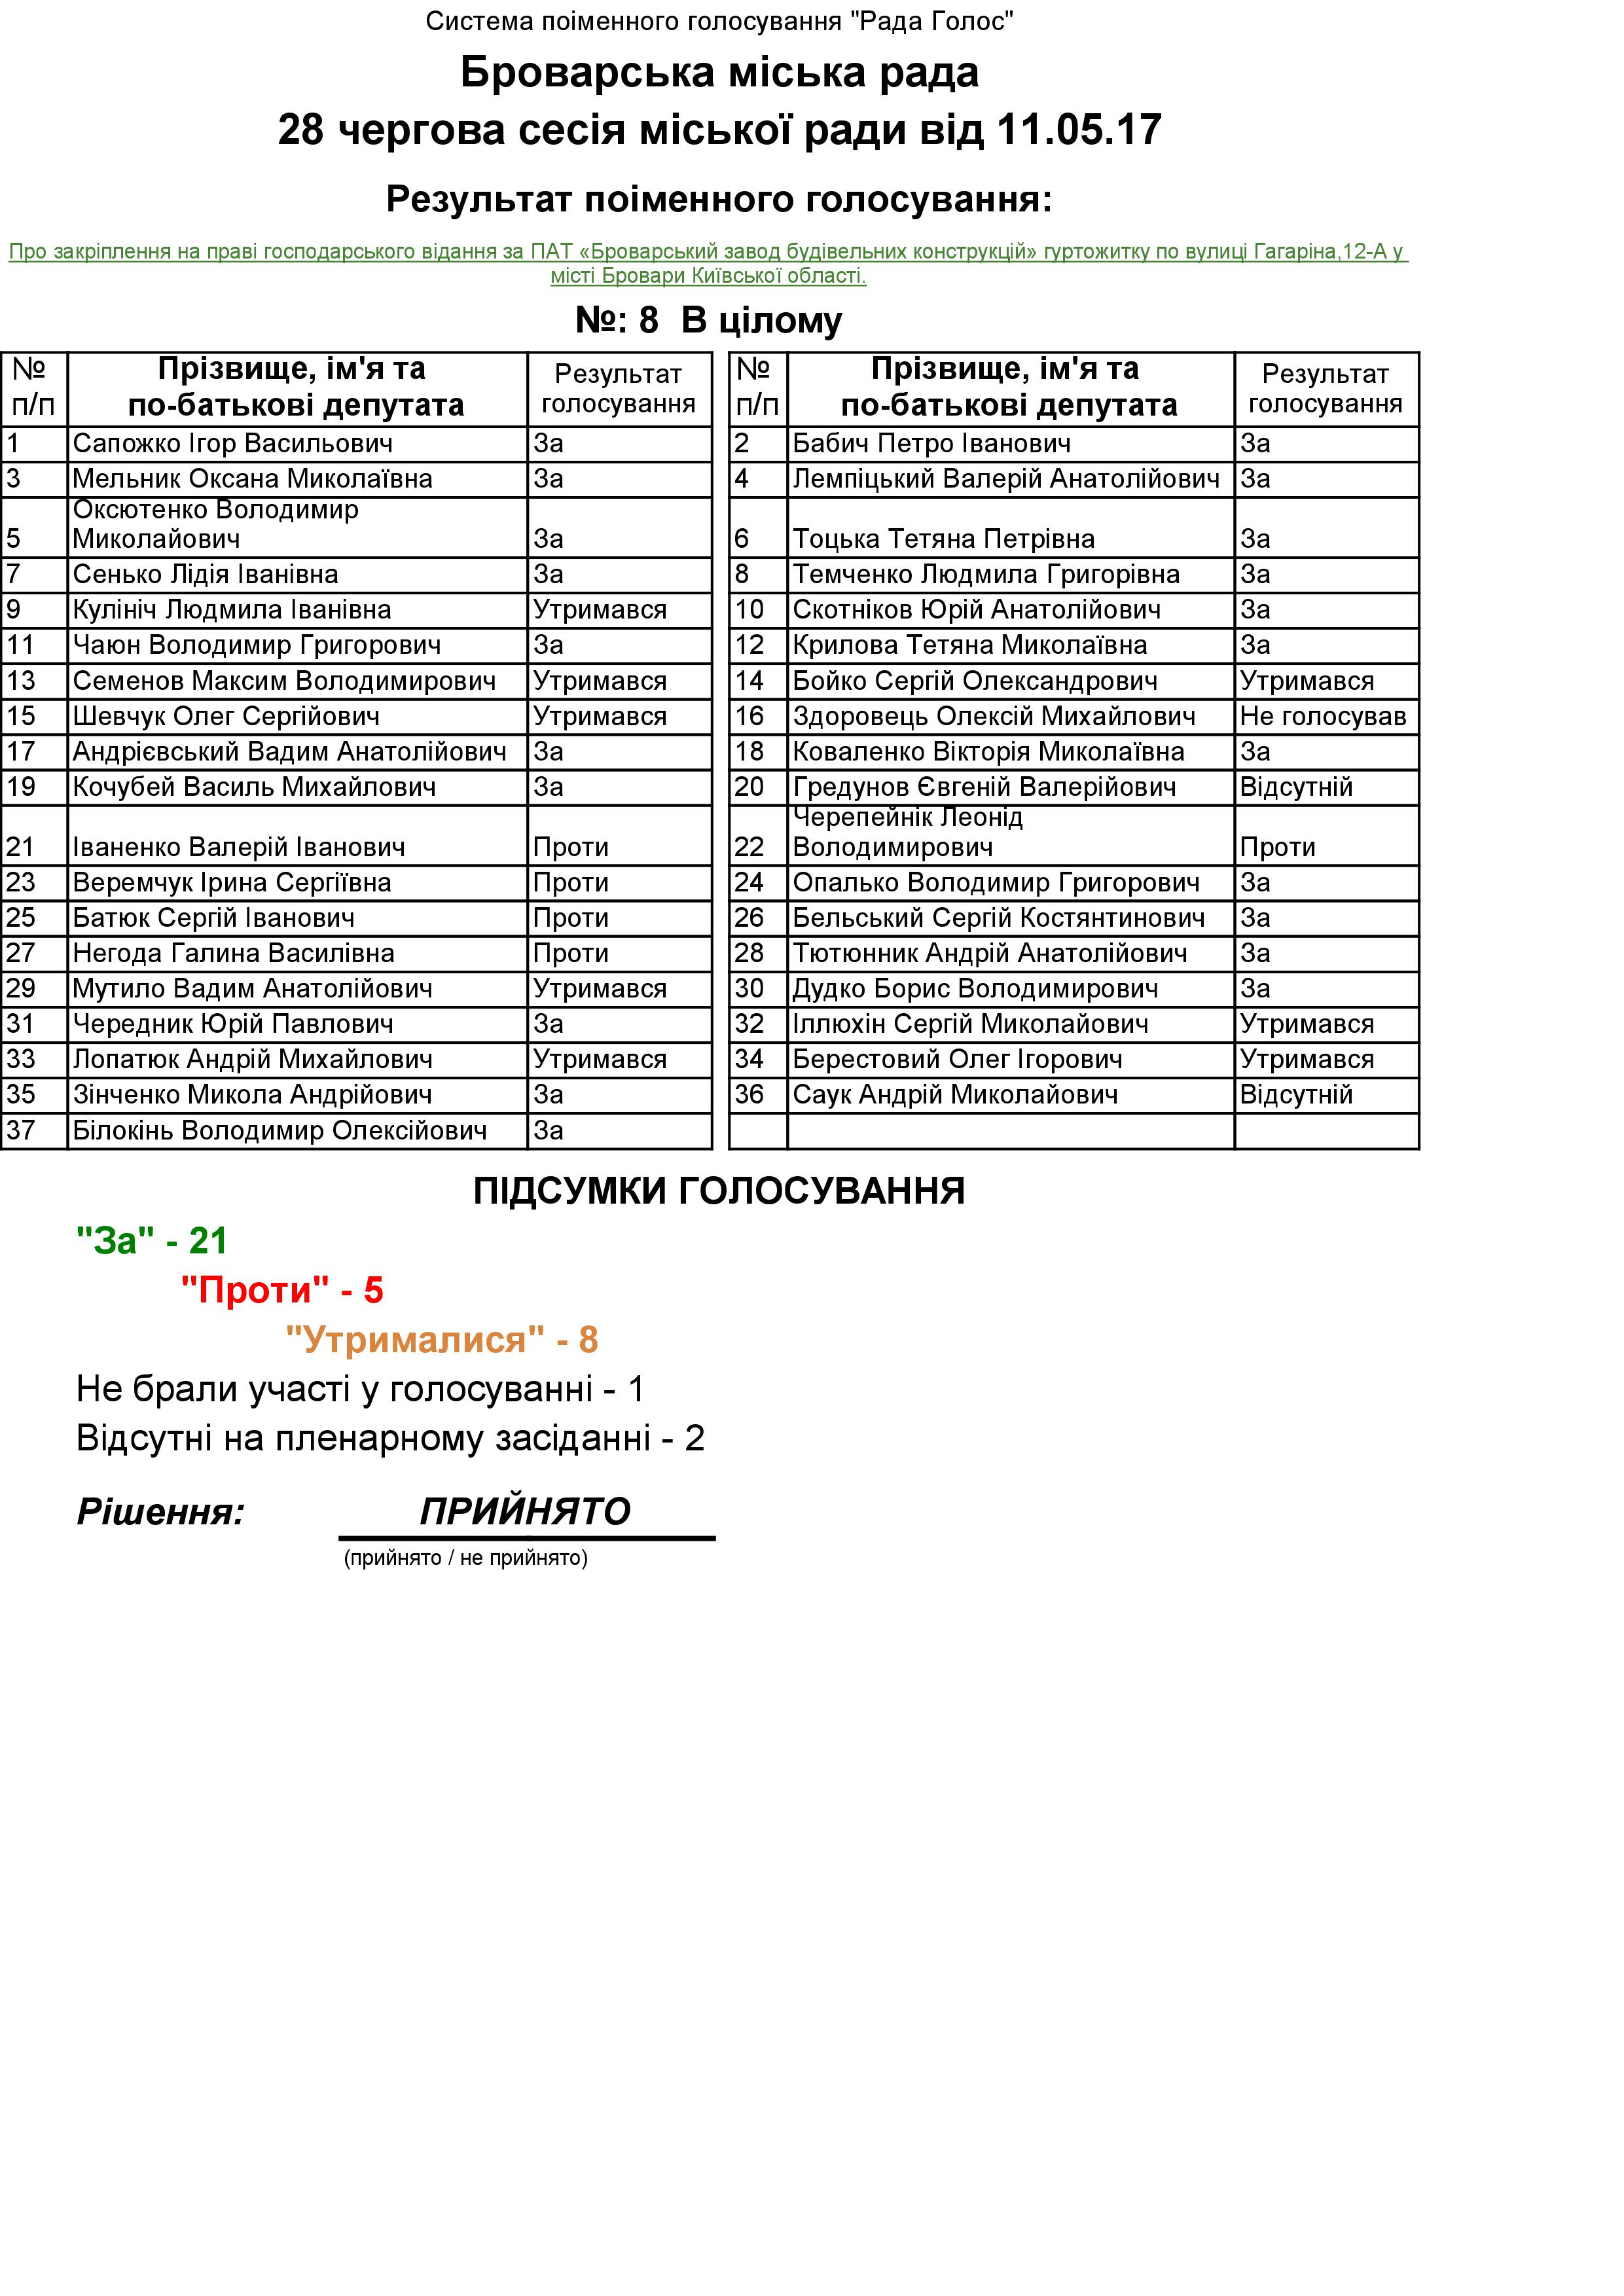 Система поіменного голосування "Рада Голос"
Броварська міська рада
28 чергова сесія міської ради від 11.05.17
Результат поіменного голосування:
Про закріплення на праві господарського відання за ПАТ «Броварський завод будівельних конструкцій» гуртожитку по вулиці Гагаріна,12-А у
місті Бровари Київської області.
№: 8 В цілому
№ п/п Прізвище, ім'я та по-батькові депутата Результат голосування № п/п Прізвище, ім'я та по-батькові депутата Результат голосування
1 Сапожко Ігор Васильович За 2 Бабич Петро Іванович За
3 Мельник Оксана Миколаївна За 4 Лемпіцький Валерій Анатолійович За
5 Оксютенко Володимир Миколайович За 6 Тоцька Тетяна Петрівна За
7 Сенько Лідія Іванівна За 8 Темченко Людмила Григорівна За
9 Кулініч Людмила Іванівна Утримався 10 Скотніков Юрій Анатолійович За
11 Чаюн Володимир Григорович За 12 Крилова Тетяна Миколаївна За
13 Семенов Максим Володимирович Утримався 14 Бойко Сергій Олександрович Утримався
15 Шевчук Олег Сергійович Утримався 16 Здоровець Олексій Михайлович Не голосував
17 Андрієвський Вадим Анатолійович За 18 Коваленко Вікторія Миколаївна За
19 Кочубей Василь Михайлович За 20 Гредунов Євгеній Валерійович Відсутній
21 Іваненко Валерій Іванович Проти 22 Черепейнік Леонід Володимирович Проти
23 Веремчук Ірина Сергіївна Проти 24 Опалько Володимир Григорович За
25 Батюк Сергій Іванович Проти 26 Бельський Сергій Костянтинович За
27 Негода Галина Василівна Проти 28 Тютюнник Андрій Анатолійович За
29 Мутило Вадим Анатолійович Утримався 30 Дудко Борис Володимирович За
31 Чередник Юрій Павлович За 32 Іллюхін Сергій Миколайович Утримався
33 Лопатюк Андрій Михайлович Утримався 34 Берестовий Олег Ігорович Утримався
35 Зінченко Микола Андрійович За 36 Саук Андрій Миколайович Відсутній
37 Білокінь Володимир Олексійович За
ПІДСУМКИ ГОЛОСУВАННЯ
"За" - 21
"Проти" - 5
"Утрималися" - 8
Не брали участі у голосуванні - 1
Відсутні на пленарному засіданні - 2
Рішення: ПРИЙНЯТО
(прийнято / не прийнято)